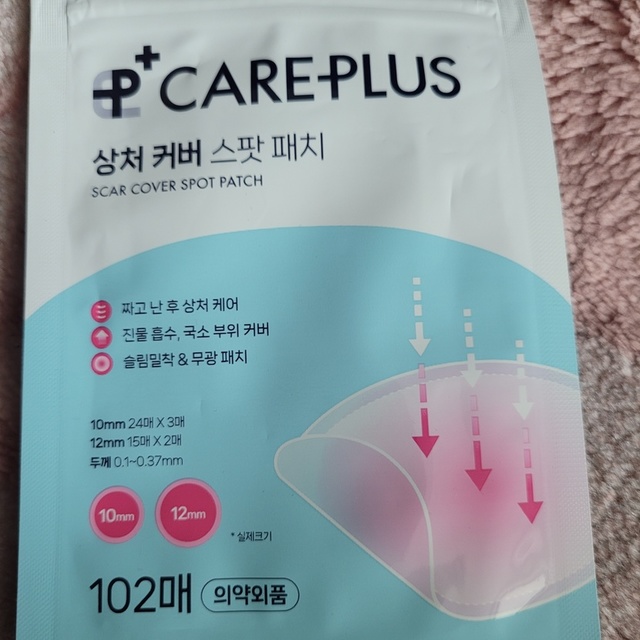 CAREPLUS
상처 커버 스팟 패치
SCAR COVER SPOT PATCH
짜고 난 후 상처 케어
진물 흡수, 국소 부위 커버
슬림밀착 & 무광 패치
10mm 24매 X 3매
12mm 15매 X 2매
두께 0.1~0.37mm
10mm 12mm
*실제크기
102매 의약외품